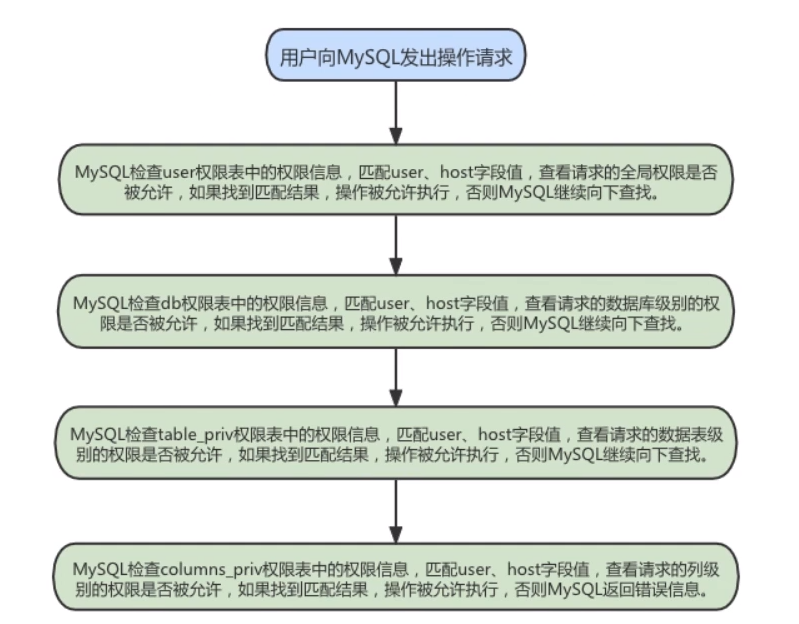 用户向MySQL发出操作请求
MySQL检查user权限表中的权限信息，匹配user、host字段值，查看请求的全局权限是否
被允许，如果找到匹配结果，操作被允许执行，否则MySQL继续向下查找。
MySQL检查db权限表中的权限信息，匹配user、host字段值，查看请求的数据库级别的权
限是否被允许，如果找到匹配结果，操作被允许执行，否则MySQL继续向下查找。
MySQL检查table_priv权限表中的权限信息，匹配user、host字段值，查看请求的数据表级
别的权限是否被允许，如果找到匹配结果，操作被允许执行，否则MySQL继续向下查找。
MySQL检查columns_priv权限表中的权限信息，匹配user、host字段值，查看请求的列级
别的权限是否被允许，如果找到匹配结果，操作被允许执行，否则MySQL返回错误信息。